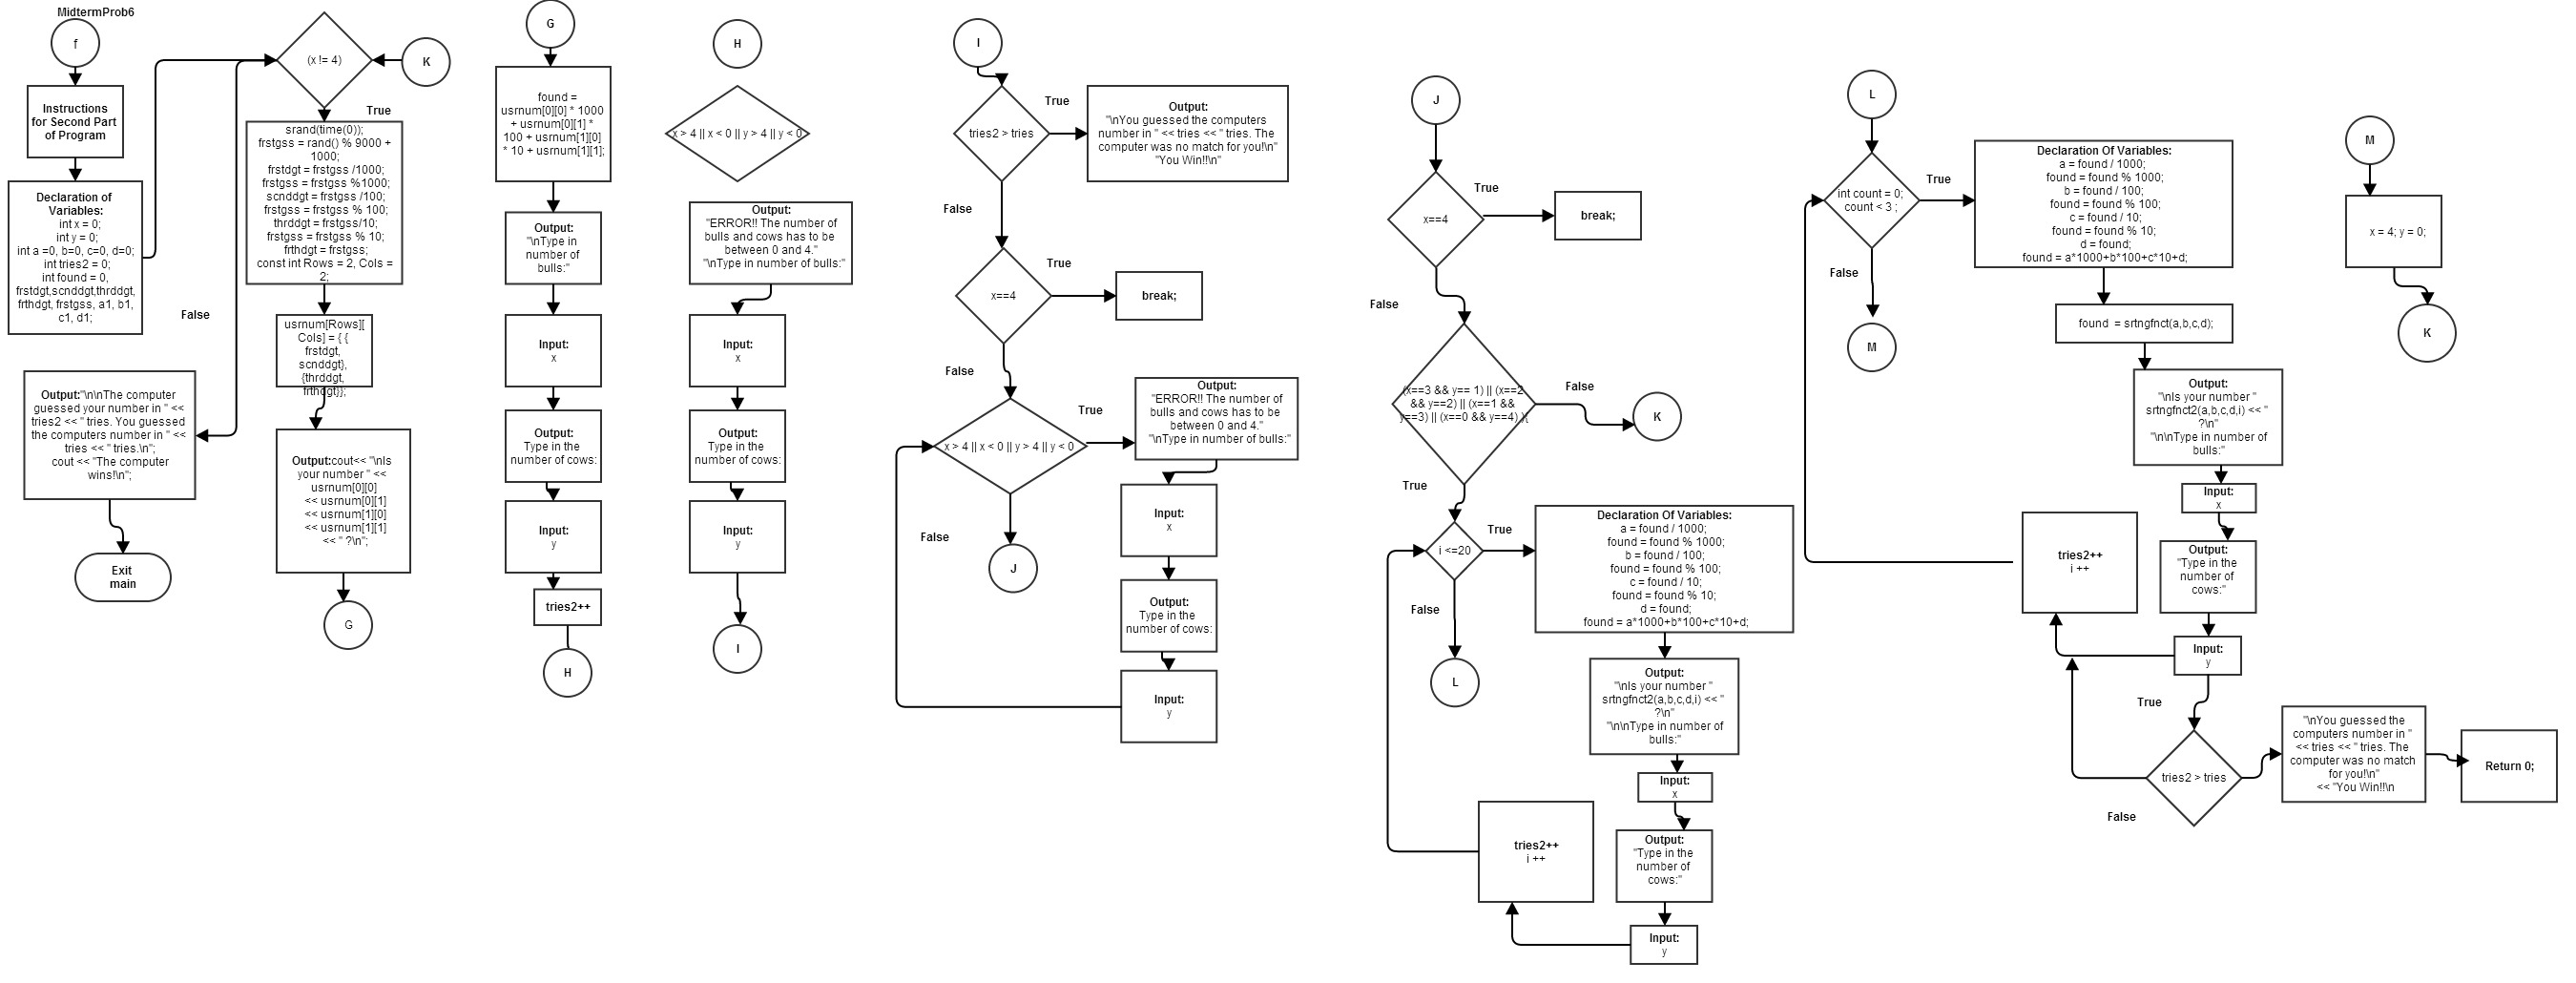 MidtermProb6
f
Instructions
for Second Part
of Program
Declaration of
Variables:
int x = 0;
int y = 0;
int a =0, b=0, c=0, d=0;
int tries2 = 0;
int found = 0,
frstdgt,scnddgt,thrddgt,
frthdgt, frstgss, a1, b1,
c1, d1;
Output:"\n\nThe computer
guessed your number in " <<
tries2 << " tries. You guessed
the computers number in " <<
tries << " tries.\n";
cout << "The computer
wins!\n";
Exit
main
False
(x != 4)
K
True
srand(time(0));
frstgss = rand() % 9000 +
1000;
frstdgt = frstgss /1000;
frstgss = frstgss %1000;
scnddgt = frstgss /100;
frstgss = frstgss % 100;
thrddgt = frstgss/10;
frstgss = frstgss % 10;
frthdgt = frstgss;
const int Rows = 2, Cols =
2;
usrnum[Rows][
Cols] = { {
frstdgt,
scnddgt},
{thrddgt,
frthdgt}};
Output:cout<< "\nIs
your number " <<
usrnum[0][0]
<< usrnum[0][1]
<< usrnum[1][0]
<< usrnum[1][1]
<< " ?\n";
G
G
found =
usrnum[0][0] * 1000
+ usrnum[0][1] *
100 + usrnum[1][0]
* 10 + usrnum[1][1];
Output:
"\nType in
number of
bulls:"
Input:
x
Output:
Type in the
number of cows:
Input:
y
tries2++
H
H
x > 4 || x < 0 || y > 4 || y < 0
Output:
"ERROR!! The number of
bulls and cows has to be
between 0 and 4."
"\nType in number of bulls:"
Input:
x
Output:
Type in the
number of cows:
Input:
y
I
I
tries2 > tries
True
Output:
"\nYou guessed the computers
number in " << tries << " tries. The
computer was no match for you!\n"
"You Win!!\n"
False
x==4
True
break;
False
x > 4 || x < 0 || y > 4 || y < 0
True
Output:
"ERROR!! The number of
bulls and cows has to be
between 0 and 4."
"\nType in number of bulls:"
Input:
x
Output:
Type in the
number of cows:
Input:
y
False
J
J
x==4
True
break;
False
(x==3 && y== 1) || (x==2
&& y==2) || (x==1 &&
y==3) || (x==0 && y==4) ){
False
K
True
i <=20
True
Declaration Of Variables:
a = found / 1000;
found = found % 1000;
b = found / 100;
found = found % 100;
c = found / 10;
found = found % 10;
d = found;
found = a*1000+b*100+c*10+d;
False
L
Output:
"\nIs your number "
srtngfnct2(a,b,c,d,i) << "
?\n"
"\n\nType in number of
bulls:"
Input:
x
Output:
"Type in the
number of
cows:"
Input:
y
tries2++
i ++
L
int count = 0;
count < 3 ;
True
Declaration Of Variables:
a = found / 1000;
found = found % 1000;
b = found / 100;
found = found % 100;
c = found / 10;
found = found % 10;
d = found;
found = a*1000+b*100+c*10+d;
False
M
found = srtngfnct(a,b,c,d);
Output:
"\nIs your number "
srtngfnct2(a,b,c,d,i) << "
?\n"
"\n\nType in number of
bulls:"
Input:
x
Output:
"Type in the
number of
cows:"
Input:
y
tries2++
i ++
True
tries2 > tries
False
"\nYou guessed the
computers number in "
<< tries << " tries. The
computer was no match
for you!\n"
<< "You Win!!\n
Return 0;
M
x = 4; y = 0;
K